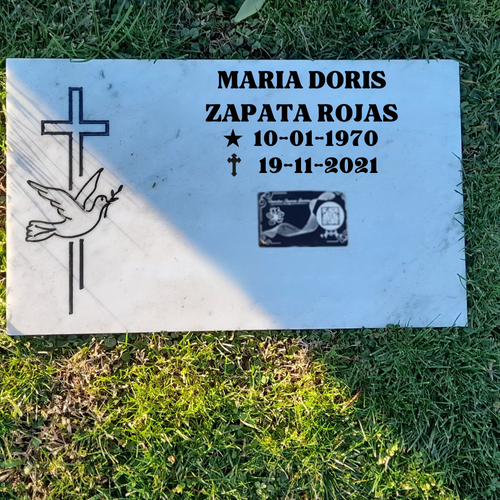 MARIA DORIS
ZAPATA ROJAS
★ 10-01-1970
✝ 19-11-2021